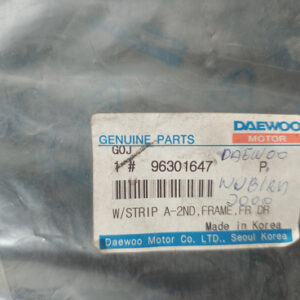 DAEWOO
MOTOR
GENUINE PARTS
GOJ
1 # 96301647 P.
DAEWOO
NUBIRA
2000
W/STRIP A-2ND, FRAME, FR DR
Made in Korea
Daewoo Motor Co. LTD., Seoul Korea